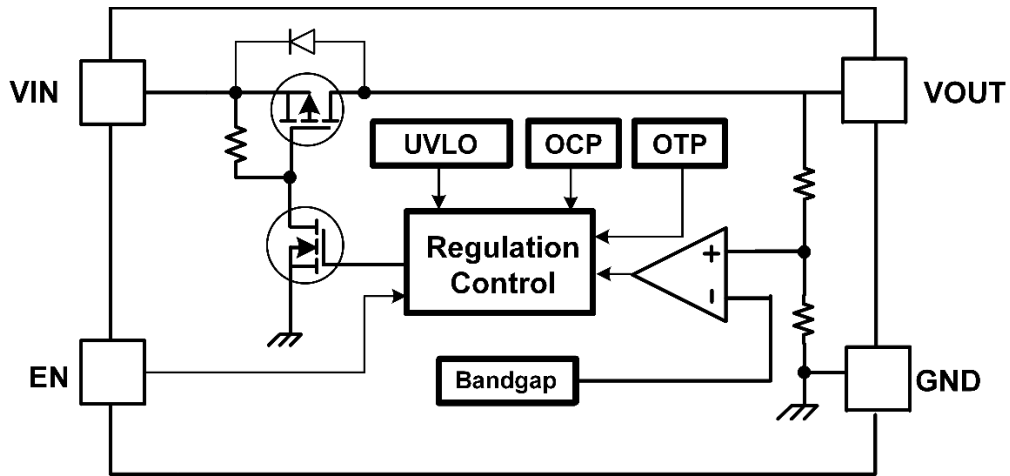 VIN
VOUT
UVLO
OCP
OTP
Regulation
Control
+
-
EN
Bandgap
GND